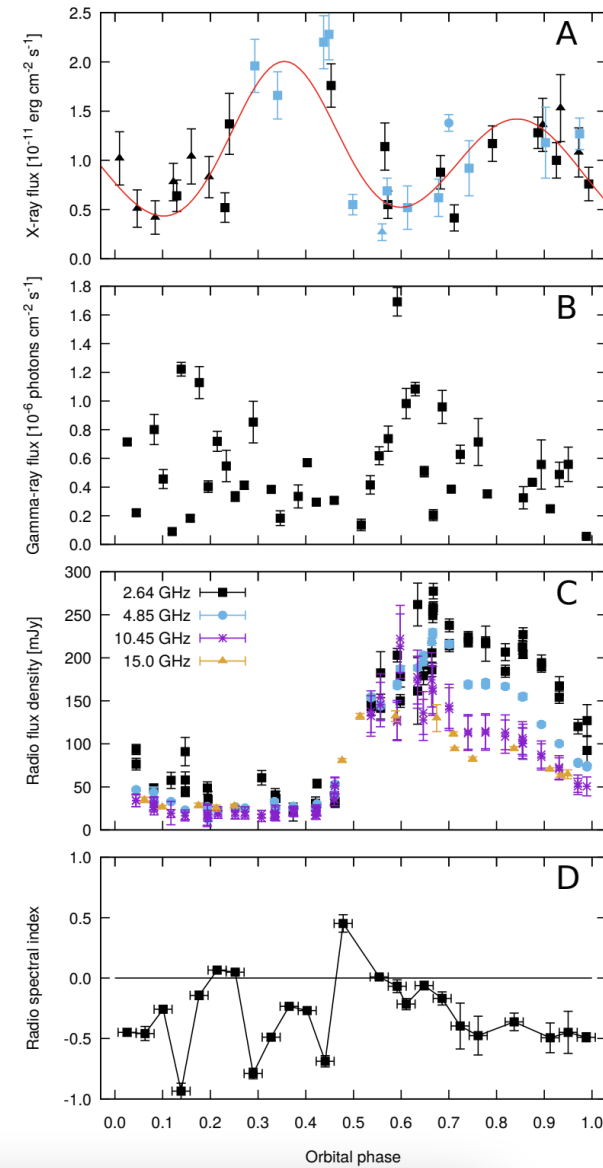 A
X-ray flux [10-11 erg cm-2 s-1]
2.5
2.0
1.5
1.0
0.5
0.0
B
Gamma-ray flux [10-6 photons cm-2 s-1]
1.8
1.6
1.4
1.2
1.0
0.8
0.6
0.4
0.2
0.0
C
Radio flux density [mJy]
300
250
200
150
100
50
0
2.64 GHz
4.85 GHz
10.45 GHz
15.0 GHz
D
Radio spectral index
1.0
0.5
0.0
-0.5
-1.0
0.0 0.1 0.2 0.3 0.4 0.5 0.6 0.7 0.8 0.9 1.0
Orbital phase